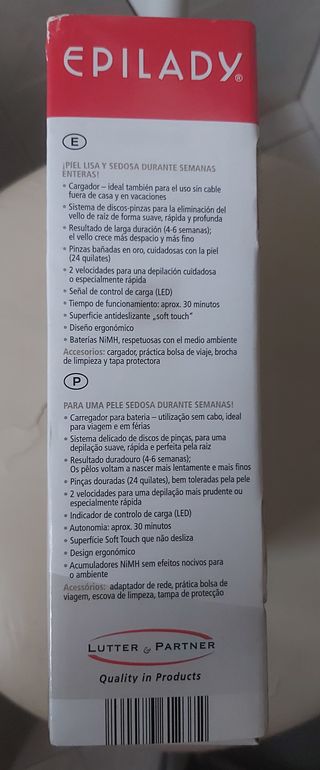 EPILADY®
E
¡PIEL LISA Y SEDOSA DURANTE SEMANAS
ENTERAS!
• Cargador – ideal también para el uso sin cable
fuera de casa y en vacaciones
• Sistema de discos-pinzas para la eliminación del
vello de raíz de forma suave, rápida y profunda
• Resultado de larga duración (4-6 semanas);
el vello crece más despacio y más fino
• Pinzas bañadas en oro, cuidadosas con la piel
(24 quilates)
• 2 velocidades para una depilación cuidadosa
o especialmente rápida
• Señal de control de carga (LED)
• Tiempo de funcionamiento: aprox. 30 minutos
• Superficie antideslizante „soft touch“
• Diseño ergonómico
• Baterías NiMH, respetuosas con el medio ambiente
Accesorios: cargador, práctica bolsa de viaje, brocha
de limpieza y tapa protectora
P
PARA UMA PELE SEDOSA DURANTE SEMANAS!
• Carregador para bateria – utilização sem cabo, ideal
para viagem e em férias
• Sistema delicado de discos de pinças, para uma
depilação suave, rápida e perfeita pela raiz
• Resultado duradouro (4-6 semanas);
Os pêlos voltam a nascer mais lentamente e mais finos
• Pinças douradas (24 quilates), bem toleradas pela pele
• 2 velocidades para uma depilação mais prudente ou
especialmente rápida
• Indicador de controlo de carga (LED)
• Autonomia: aprox. 30 minutos
• Superfície Soft Touch que não desliza
• Design ergonómico
• Acumuladores NiMH sem efeitos nocivos para
o ambiente
Acessórios: adaptador de rede, prática bolsa de
viagem, escova de limpeza, tampa de protecção
LUTTER & PARTNER
Quality in Products